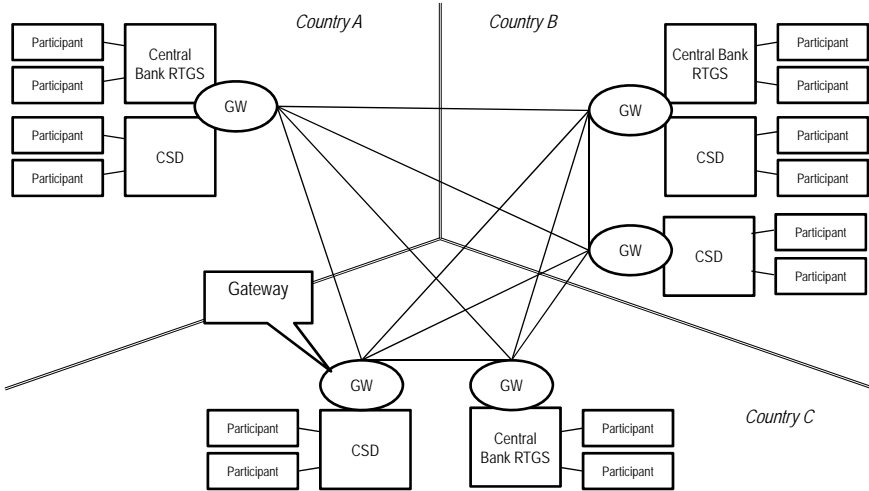 Country A
Country B
Participant
Participant
Central
Bank RTGS
GW
Participant
Participant
CSD
Central Bank
RTGS
GW
Participant
Participant
CSD
Participant
Participant
GW
CSD
Participant
Participant
Gateway
GW
GW
Participant
Participant
CSD
Central
Bank RTGS
Participant
Participant
Country C